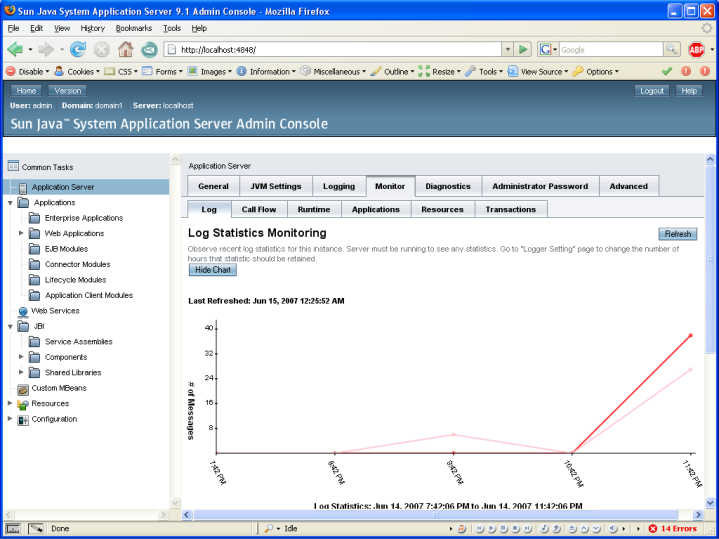 Sun Java System Application Server 9.1 Admin Console - Mozilla Firefox
File Edit View History Bookmarks Tools Help
http://localhost:4848/
Google
ABP
Disable Cookies CSS Forms Images Information Miscellaneous Outline Resize Tools View Source Options
Home Version Logout Help
User: admin Domain: domain1 Server: localhost
Sun Java™ System Application Server Admin Console
Common Tasks
Application Server
Applications
Enterprise Applications
Web Applications
EJB Modules
Connector Modules
Lifecycle Modules
Application Client Modules
Web Services
JBI
Service Assemblies
Components
Shared Libraries
Custom MBeans
Resources
Configuration
Application Server
General JVM Settings Logging Monitor Diagnostics Administrator Password Advanced
Log Call Flow Runtime Applications Resources Transactions
Log Statistics Monitoring
Refresh
Observe recent log statistics for this instance. Server must be running to see any statistics. Go to "Logger Setting" page to change the number of
hours that statistic should be retained.
Hide Chart
Last Refreshed: Jun 15, 2007 12:25:52 AM
# of Messages
40
32
24
16
8
7:42 PM 8:42 PM 9:42 PM 10:42 PM 11:42 PM
Log Statistics: Jun 14, 2007 7:42:06 PM to Jun 14, 2007 11:42:06 PM
Done
Idle
14 Errors